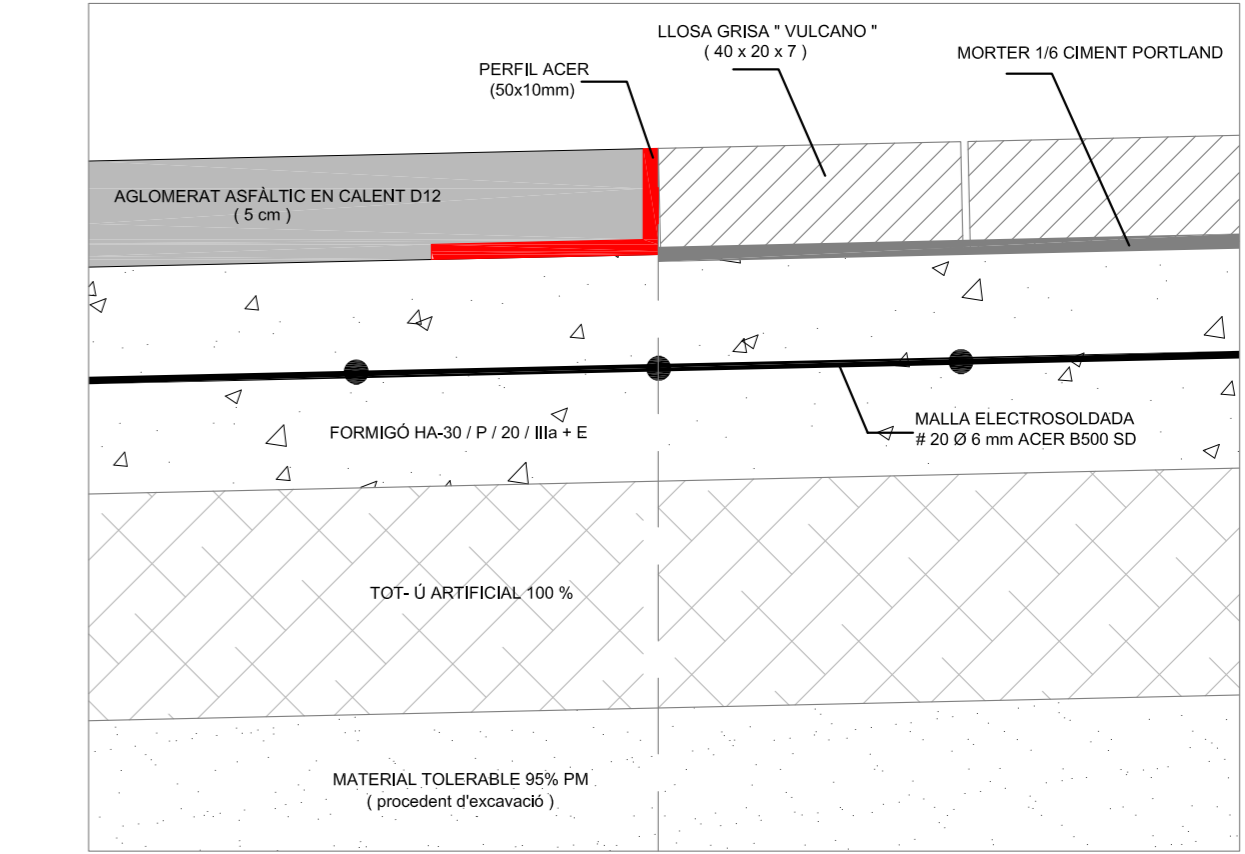 LLOSA GRISA " VULCANO "
( 40 x 20 x 7 )
MORTER 1/6 CIMENT PORTLAND
PERFIL ACER
(50x10mm)
AGLOMERAT ASFÀLTIC EN CALENT D12
( 5 cm )
MALLA ELECTROSOLDADA
# 20 Ø 6 mm ACER B500 SD
FORMIGÓ HA-30 / P / 20 / IIIa + E
TOT- Ú ARTIFICIAL 100 %
MATERIAL TOLERABLE 95% PM
( procedent d'excavació )